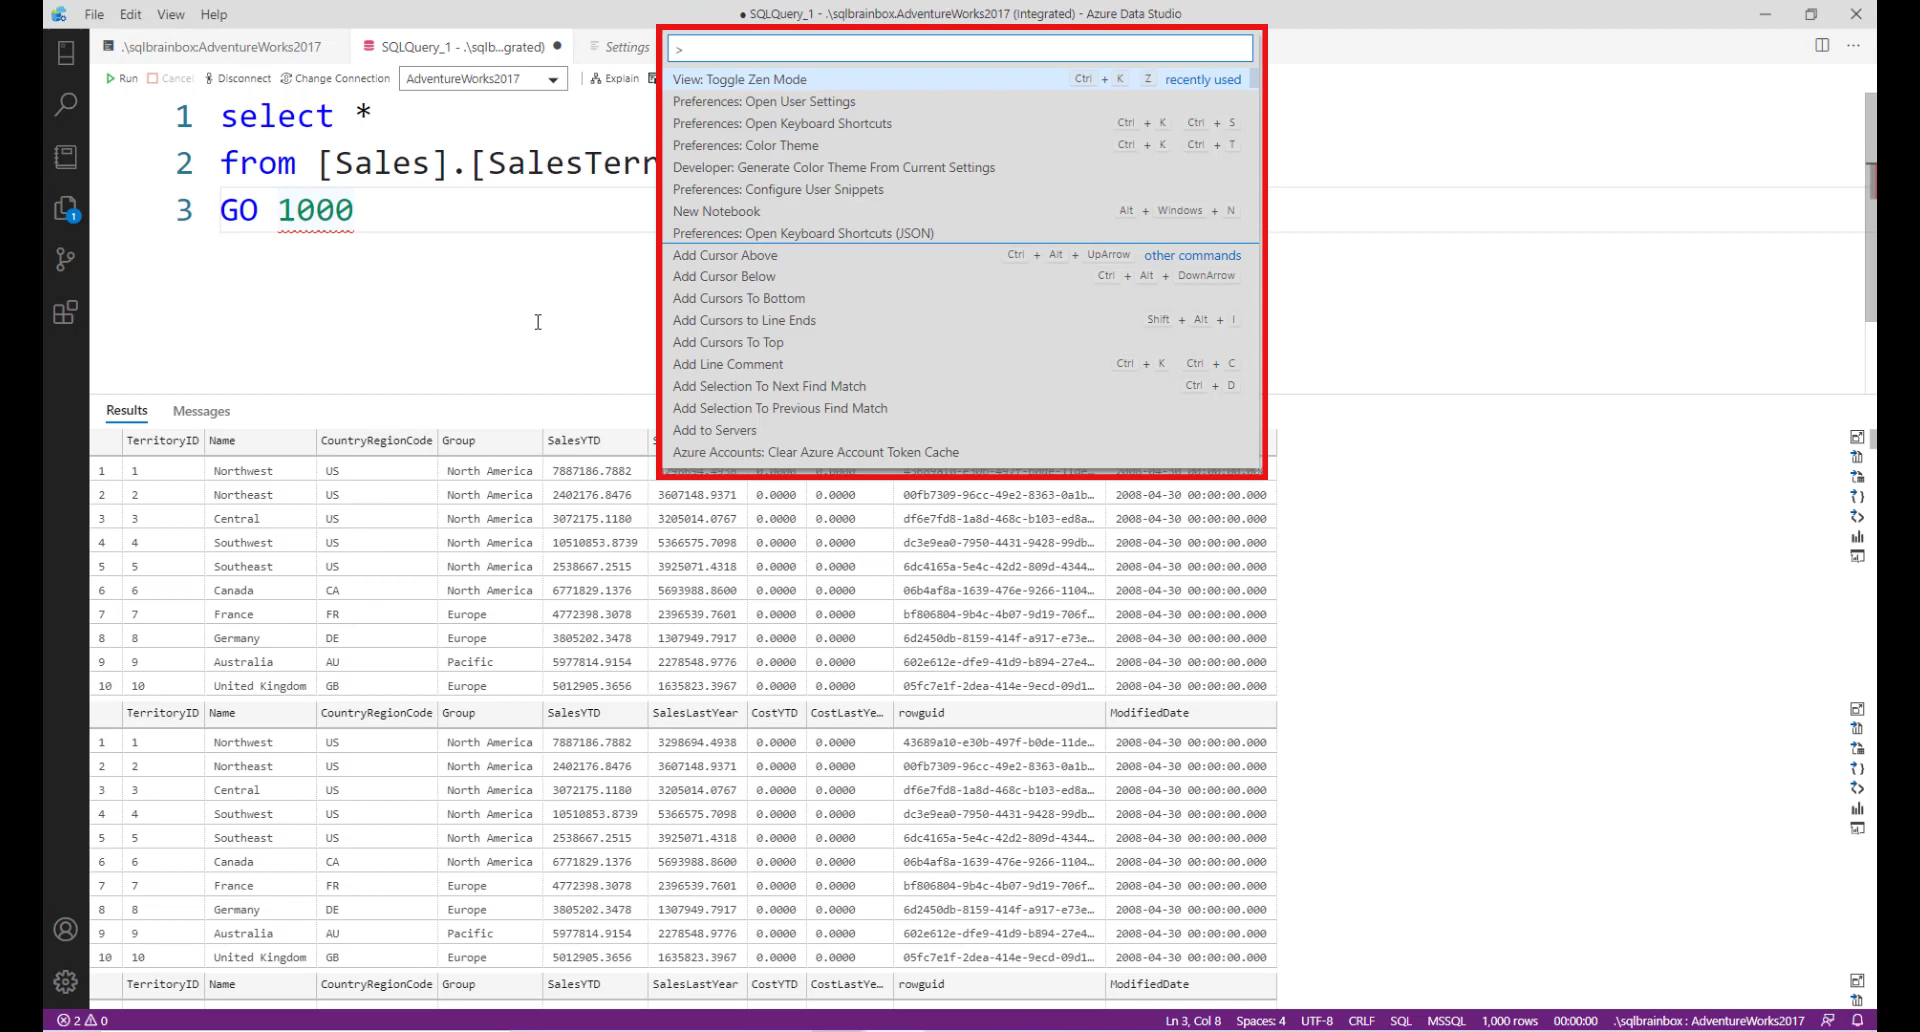 File Edit View Help
● SQLQuery_1 - .\sqlbrainbox.AdventureWorks2017 (Integrated) - Azure Data Studio
.\sqlbrainbox:AdventureWorks2017
SQLQuery_1 - .\sqlb...grated) ●
Settings
Run Cancel Disconnect Change Connection AdventureWorks2017 Explain
1 select *
2 from [Sales].[SalesTerr
3 GO 1000
>
View: Toggle Zen Mode Ctrl + K Z recently used
Preferences: Open User Settings
Preferences: Open Keyboard Shortcuts Ctrl + K Ctrl + S
Preferences: Color Theme Ctrl + K Ctrl + T
Developer: Generate Color Theme From Current Settings
Preferences: Configure User Snippets
New Notebook Alt + Windows + N
Preferences: Open Keyboard Shortcuts (JSON)
Add Cursor Above Ctrl + Alt + UpArrow other commands
Add Cursor Below Ctrl + Alt + DownArrow
Add Cursors To Bottom
Add Cursors to Line Ends Shift + Alt + I
Add Cursors To Top
Add Line Comment Ctrl + K Ctrl + C
Add Selection To Next Find Match Ctrl + D
Add Selection To Previous Find Match
Add to Servers
Azure Accounts: Clear Azure Account Token Cache
1
Results Messages
TerritoryID Name CountryRegionCode Group SalesYTD
1 1 Northwest US North America 7887186.7882
2 2 Northeast US North America 2402176.8476 3607148.9371 0.0000 0.0000 00fb7309-96cc-49e2-8363-0a1b… 2008-04-30 00:00:00.000
3 3 Central US North America 3072175.1180 3205014.0767 0.0000 0.0000 df6e7fd8-1a8d-468c-b103-ed8a… 2008-04-30 00:00:00.000
4 4 Southwest US North America 10510853.8739 5366575.7098 0.0000 0.0000 dc3e9ea0-7950-4431-9428-99db… 2008-04-30 00:00:00.000
5 5 Southeast US North America 2538667.2515 3925071.4318 0.0000 0.0000 6dc4165a-5e4c-42d2-809d-4344… 2008-04-30 00:00:00.000
6 6 Canada CA North America 6771829.1376 5693988.8600 0.0000 0.0000 06b4af8a-1639-476e-9266-1104… 2008-04-30 00:00:00.000
7 7 France FR Europe 4772398.3078 2396539.7601 0.0000 0.0000 bf806804-9b4c-4b07-9d19-706f… 2008-04-30 00:00:00.000
8 8 Germany DE Europe 3805202.3478 1307949.7917 0.0000 0.0000 6d2450db-8159-414f-a917-e73e… 2008-04-30 00:00:00.000
9 9 Australia AU Pacific 5977814.9154 2278548.9776 0.0000 0.0000 602e612e-dfe9-41d9-b894-27e4… 2008-04-30 00:00:00.000
10 10 United Kingdom GB Europe 5012905.3656 1635823.3967 0.0000 0.0000 05fc7e1f-2dea-414e-9ecd-09d1… 2008-04-30 00:00:00.000
TerritoryID Name CountryRegionCode Group SalesYTD SalesLastYear CostYTD CostLastYe… rowguid ModifiedDate
1 1 Northwest US North America 7887186.7882 3298694.4938 0.0000 0.0000 43689a10-e30b-497f-b0de-11de… 2008-04-30 00:00:00.000
2 2 Northeast US North America 2402176.8476 3607148.9371 0.0000 0.0000 00fb7309-96cc-49e2-8363-0a1b… 2008-04-30 00:00:00.000
3 3 Central US North America 3072175.1180 3205014.0767 0.0000 0.0000 df6e7fd8-1a8d-468c-b103-ed8a… 2008-04-30 00:00:00.000
4 4 Southwest US North America 10510853.8739 5366575.7098 0.0000 0.0000 dc3e9ea0-7950-4431-9428-99db… 2008-04-30 00:00:00.000
5 5 Southeast US North America 2538667.2515 3925071.4318 0.0000 0.0000 6dc4165a-5e4c-42d2-809d-4344… 2008-04-30 00:00:00.000
6 6 Canada CA North America 6771829.1376 5693988.8600 0.0000 0.0000 06b4af8a-1639-476e-9266-1104… 2008-04-30 00:00:00.000
7 7 France FR Europe 4772398.3078 2396539.7601 0.0000 0.0000 bf806804-9b4c-4b07-9d19-706f… 2008-04-30 00:00:00.000
8 8 Germany DE Europe 3805202.3478 1307949.7917 0.0000 0.0000 6d2450db-8159-414f-a917-e73e… 2008-04-30 00:00:00.000
9 9 Australia AU Pacific 5977814.9154 2278548.9776 0.0000 0.0000 602e612e-dfe9-41d9-b894-27e4… 2008-04-30 00:00:00.000
10 10 United Kingdom GB Europe 5012905.3656 1635823.3967 0.0000 0.0000 05fc7e1f-2dea-414e-9ecd-09d1… 2008-04-30 00:00:00.000
TerritoryID Name CountryRegionCode Group SalesYTD SalesLastYear CostYTD CostLastYe… rowguid ModifiedDate
2 0 Ln 3, Col 8 Spaces: 4 UTF-8 CRLF SQL MSSQL 1,000 rows 00:00:00 .\sqlbrainbox : AdventureWorks2017